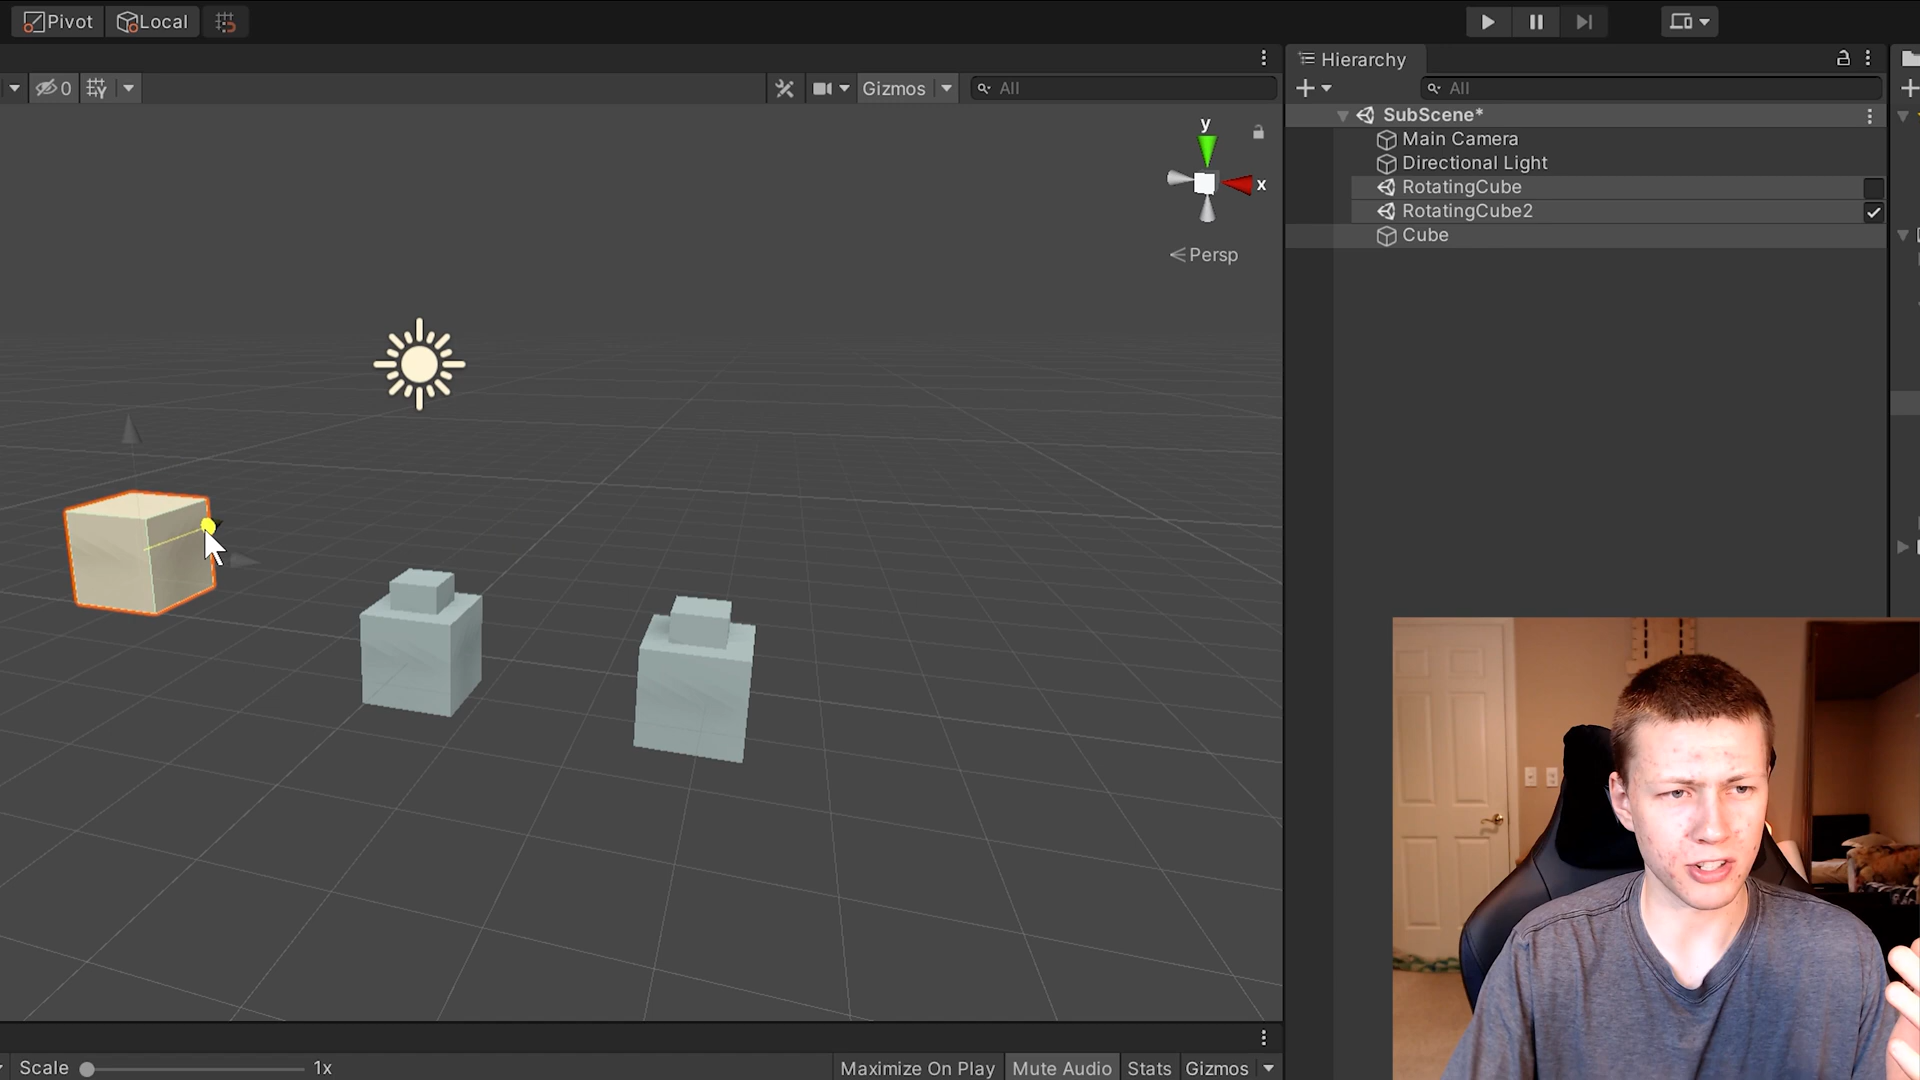 Pivot Local
Hierarchy
0 Gizmos All
All
SubScene*
Main Camera
Directional Light
RotatingCube
RotatingCube2
Cube
y
x
Persp
Scale 1x Maximize On Play Mute Audio Stats Gizmos